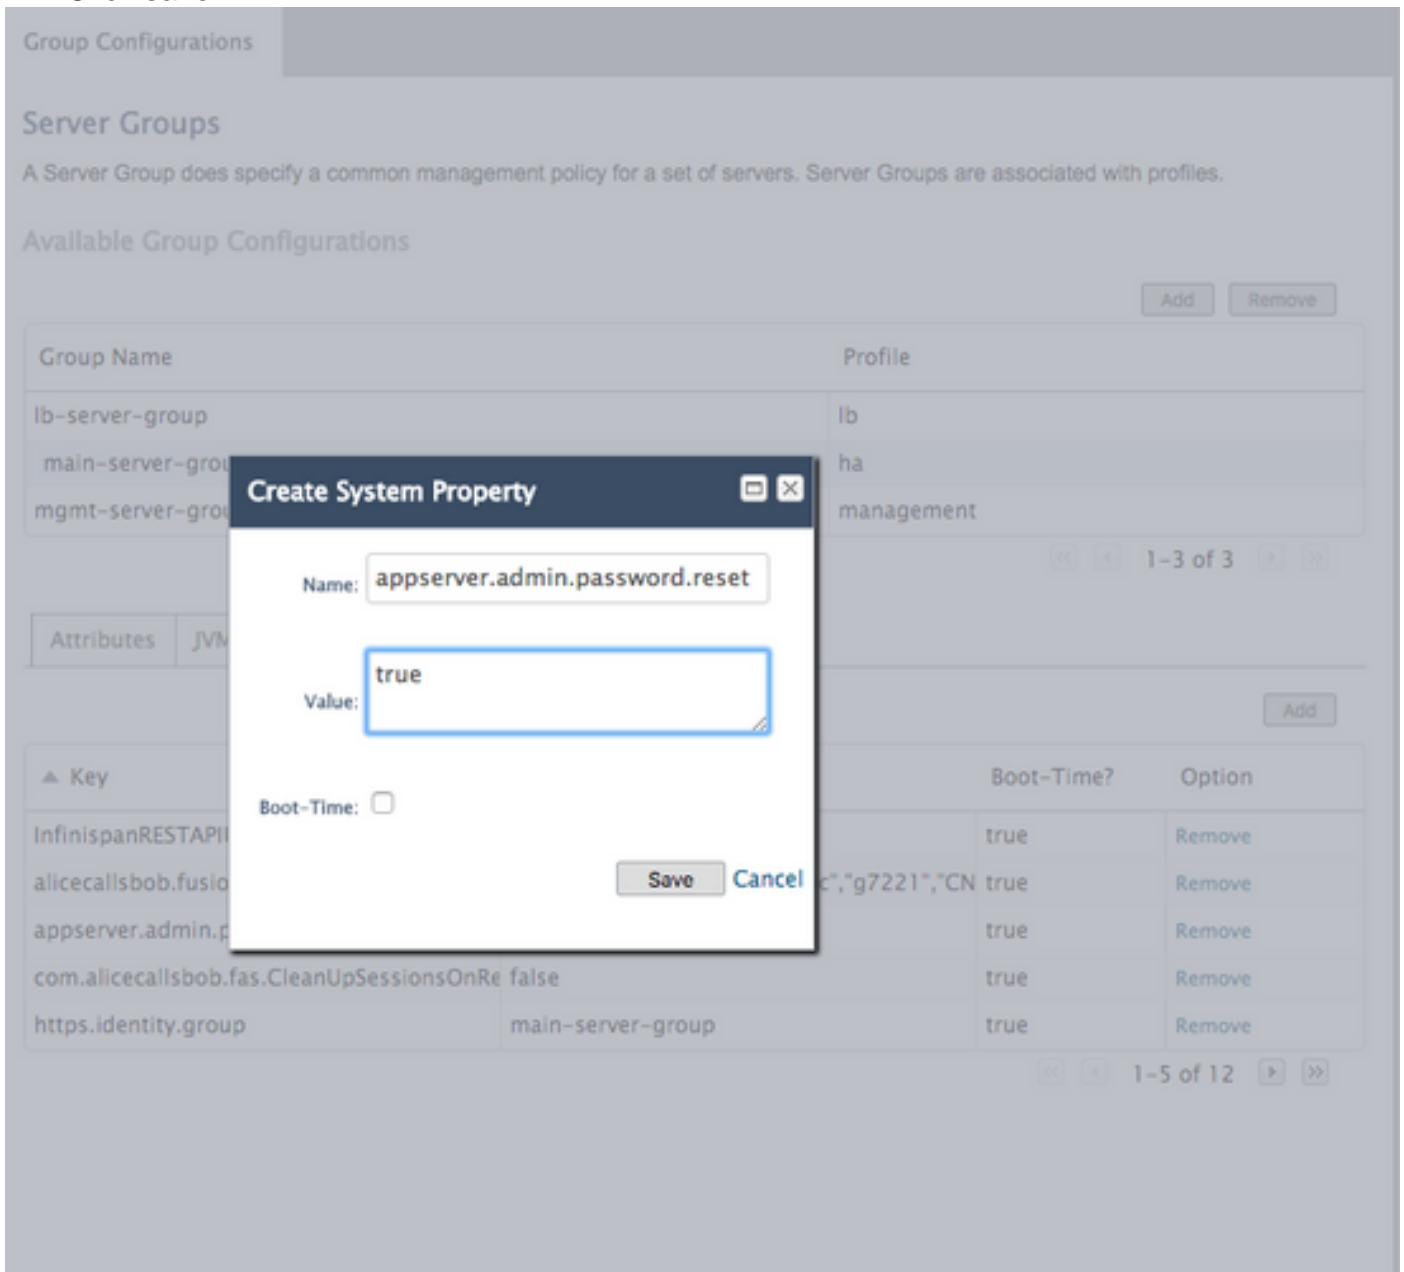 Group Configurations
Server Groups
A Server Group does specify a common management policy for a set of servers. Server Groups are associated with profiles.
Available Group Configurations
Add Remove
Group Name Profile
lb-server-group lb
main-server-grou ha
mgmt-server-grou management
1-3 of 3
Create System Property
Name: appserver.admin.password.reset
Value: true
Boot-Time:
Save Cancel
Attributes JVM
Add
Key Boot-Time? Option
InfinispanRESTAPII true Remove
alicecallsbob.fusio c","g7221","CN true Remove
appserver.admin.p true Remove
com.alicecallsbob.fas.CleanUpSessionsOnRe false true Remove
https.identity.group main-server-group true Remove
1-5 of 12